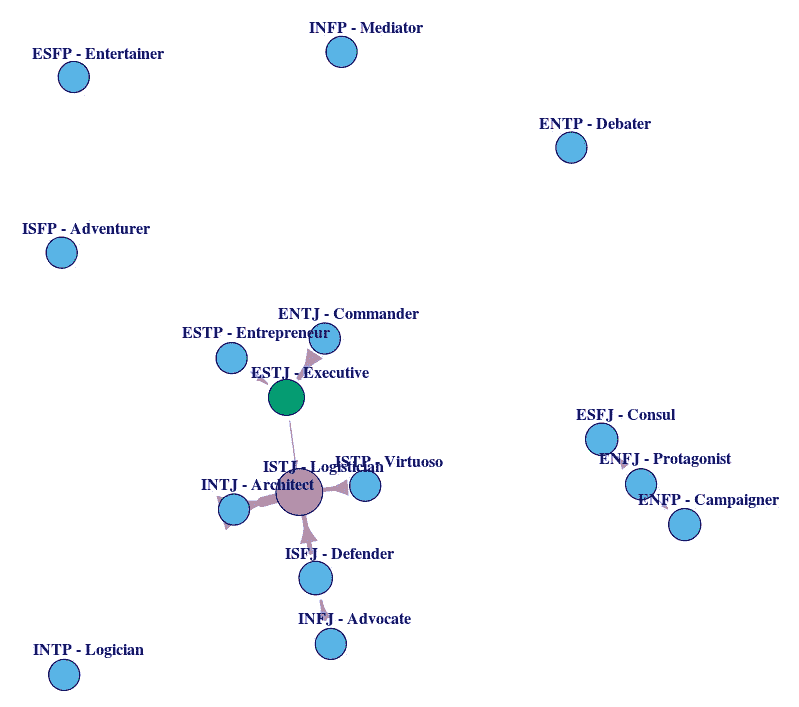 INFP - Mediator
ESFP - Entertainer
ENTP - Debater
ISFP - Adventurer
ENTJ - Commander
ESTP - Entrepreneur
ESTJ - Executive
ESFJ - Consul
ENFJ - Protagonist
ISTP - Virtuoso
ISTJ - Logistician
INTJ - Architect
ENFP - Campaigner
ISFJ - Defender
INFJ - Advocate
INTP - Logician